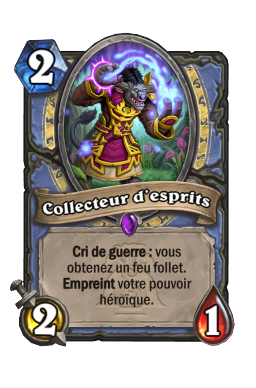 2
Collecteur d'esprits
Cri de guerre : vous
obtenez un feu follet.
Empreint votre pouvoir
héroïque.
2
1